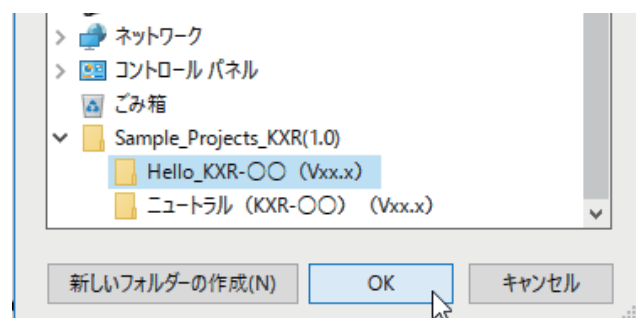 ネットワーク
コントロール パネル
ごみ箱
Sample_Projects_KXR(1.0)
Hello_KXR-〇〇（Vxx.x）
ニュートラル（KXR-〇〇）（Vxx.x）
新しいフォルダーの作成(N) OK キャンセル